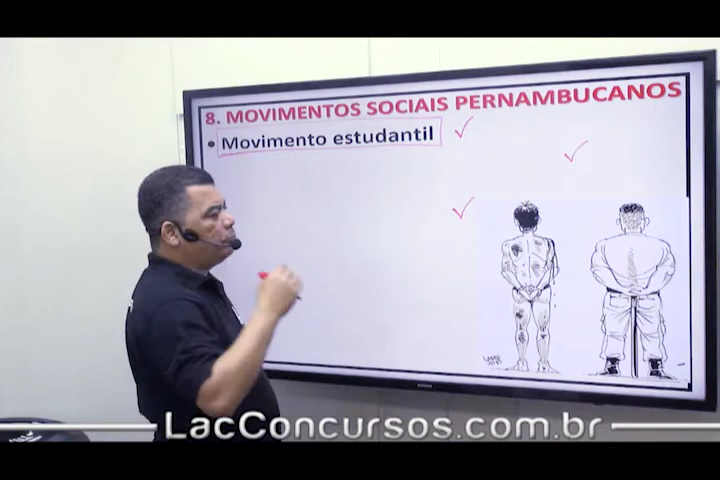 8. MOVIMENTOS SOCIAIS PERNAMBUCANOS
• Movimento estudantil
LacConcursos.com.br